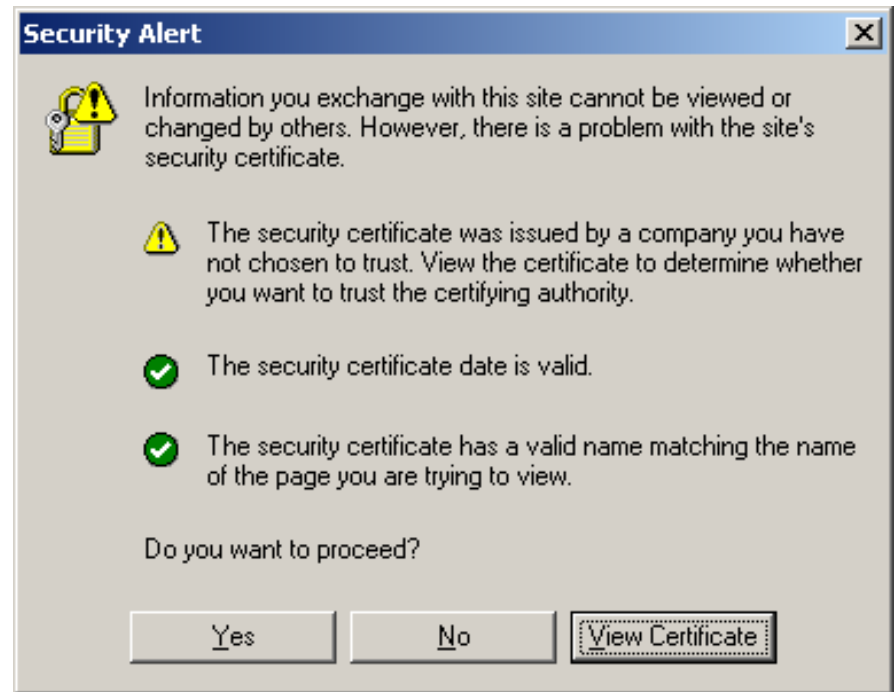 Security Alert
Information you exchange with this site cannot be viewed or
changed by others. However, there is a problem with the site's
security certificate.
The security certificate was issued by a company you have
not chosen to trust. View the certificate to determine whether
you want to trust the certifying authority.
The security certificate date is valid.
The security certificate has a valid name matching the name
of the page you are trying to view.
Do you want to proceed?
Yes
No
View Certificate